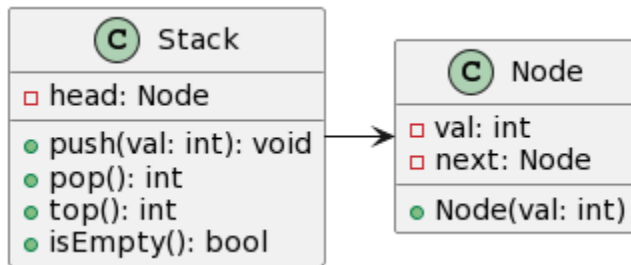 C Stack
head: Node
push(val: int): void
pop(): int
top(): int
isEmpty(): bool
C Node
val: int
next: Node
Node(val: int)